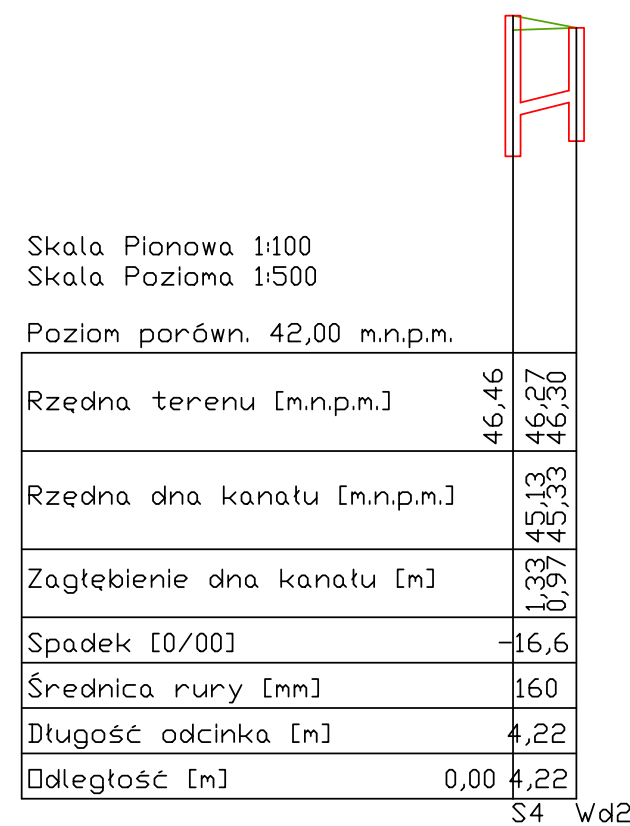 Skala Pionowa 1:100
Skala Pozioma 1:500
Poziom porówn. 42,00 m.n.p.m.
Rzędna terenu [m.n.p.m.] 46,46 46,27 46,30
Rzędna dna kanału [m.n.p.m.] 45,13 45,33
Zagłębienie dna kanału [m] 1,33 0,97
Spadek [0/00] -16,6
Średnica rury [mm] 160
Długość odcinka [m] 4,22
Odległość [m] 0,00 4,22
S4 Wd2